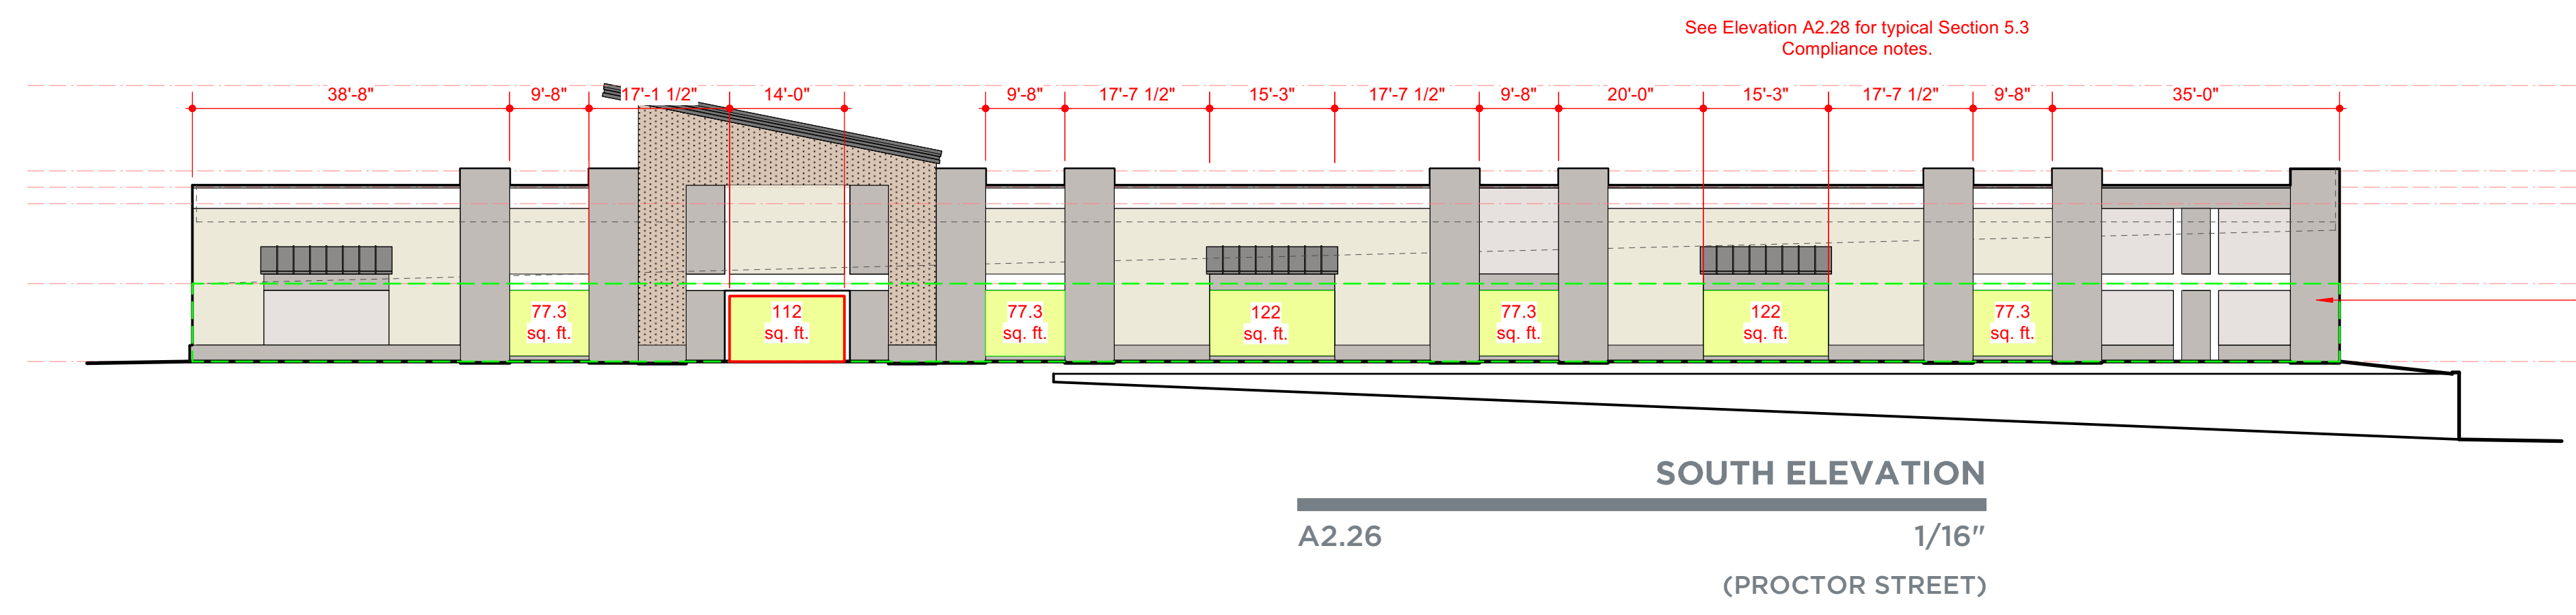 See Elevation A2.28 for typical Section 5.3
Compliance notes.
38'-8" 9'-8" 17'-1 1/2" 14'-0" 9'-8" 17'-7 1/2" 15'-3" 17'-7 1/2" 9'-8" 20'-0" 15'-3" 17'-7 1/2" 9'-8" 35'-0"
77.3 112 77.3 122 77.3 122 77.3
sq. ft. sq. ft. sq. ft. sq. ft. sq. ft. sq. ft. sq. ft.
SOUTH ELEVATION
A2.26 1/16"
(PROCTOR STREET)